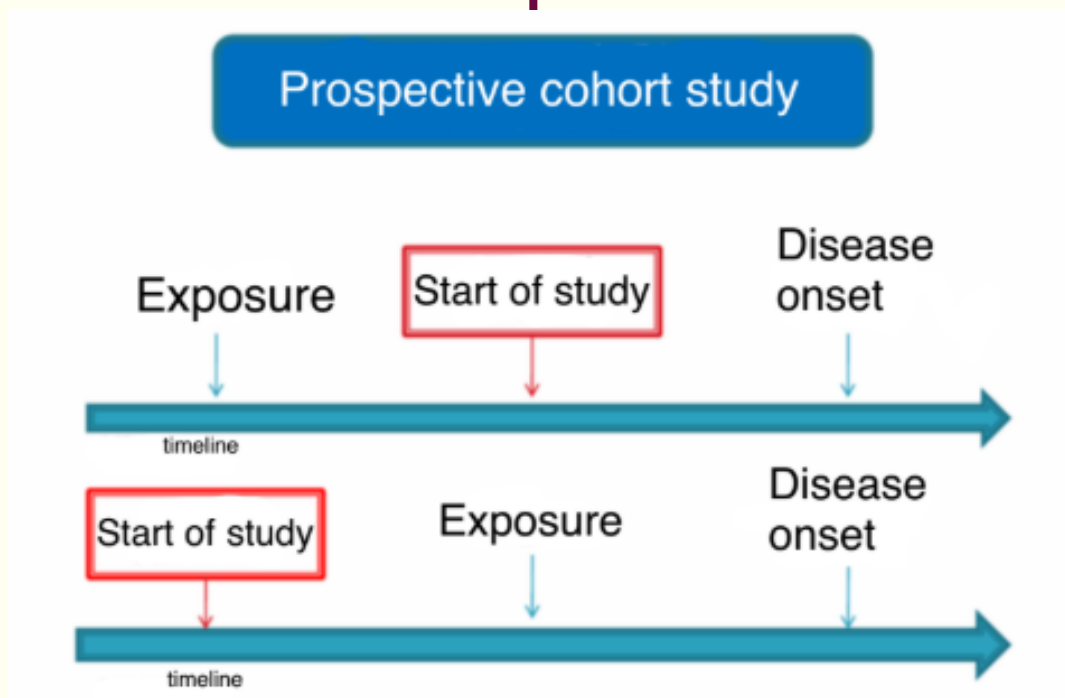 Prospective cohort study
Exposure
Start of study
Disease
onset
timeline
Start of study
Exposure
Disease
onset
timeline